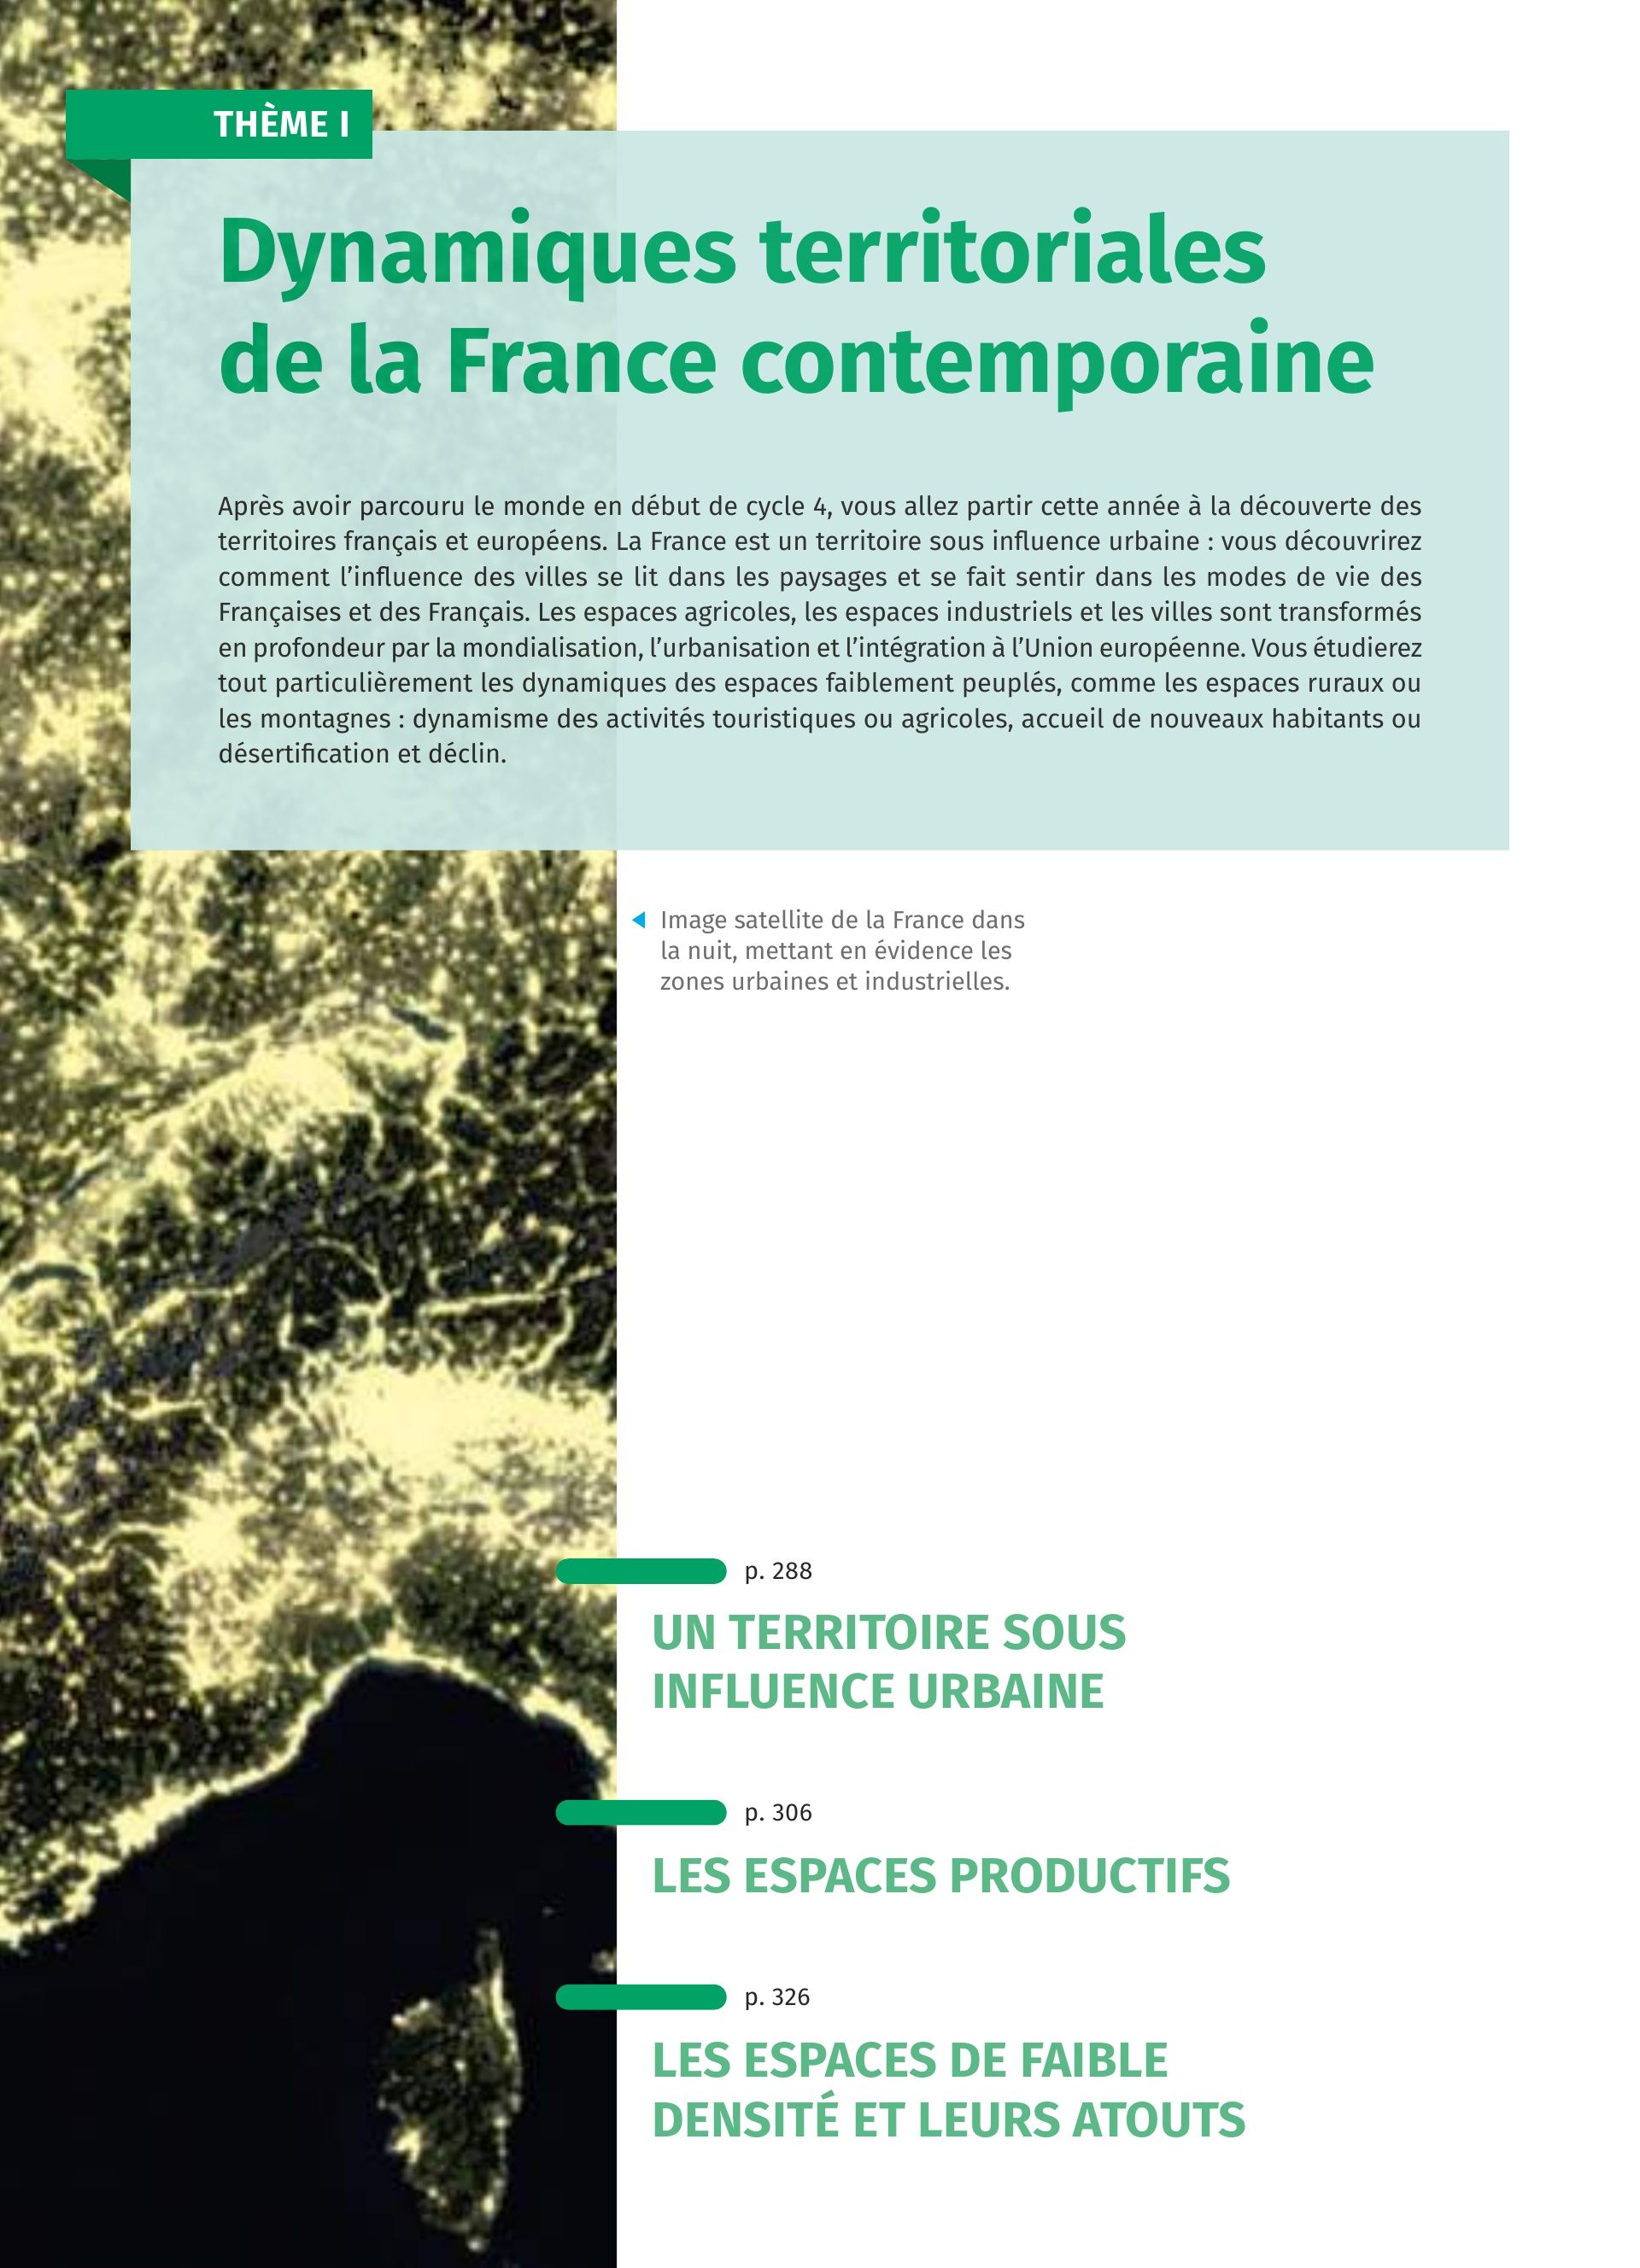 THÈME I
Dynamiques territoriales
de la France contemporaine
Après avoir parcouru le monde en début de cycle 4, vous allez partir cette année à la découverte des
territoires français et européens. La France est un territoire sous influence urbaine : vous découvrirez
comment l’influence des villes se lit dans les paysages et se fait sentir dans les modes de vie des
Françaises et des Français. Les espaces agricoles, les espaces industriels et les villes sont transformés
en profondeur par la mondialisation, l’urbanisation et l’intégration à l’Union européenne. Vous étudierez
tout particulièrement les dynamiques des espaces faiblement peuplés, comme les espaces ruraux ou
les montagnes : dynamisme des activités touristiques ou agricoles, accueil de nouveaux habitants ou
désertification et déclin.
Image satellite de la France dans
la nuit, mettant en évidence les
zones urbaines et industrielles.
p. 288
UN TERRITOIRE SOUS
INFLUENCE URBAINE
p. 306
LES ESPACES PRODUCTIFS
p. 326
LES ESPACES DE FAIBLE
DENSITÉ ET LEURS ATOUTS